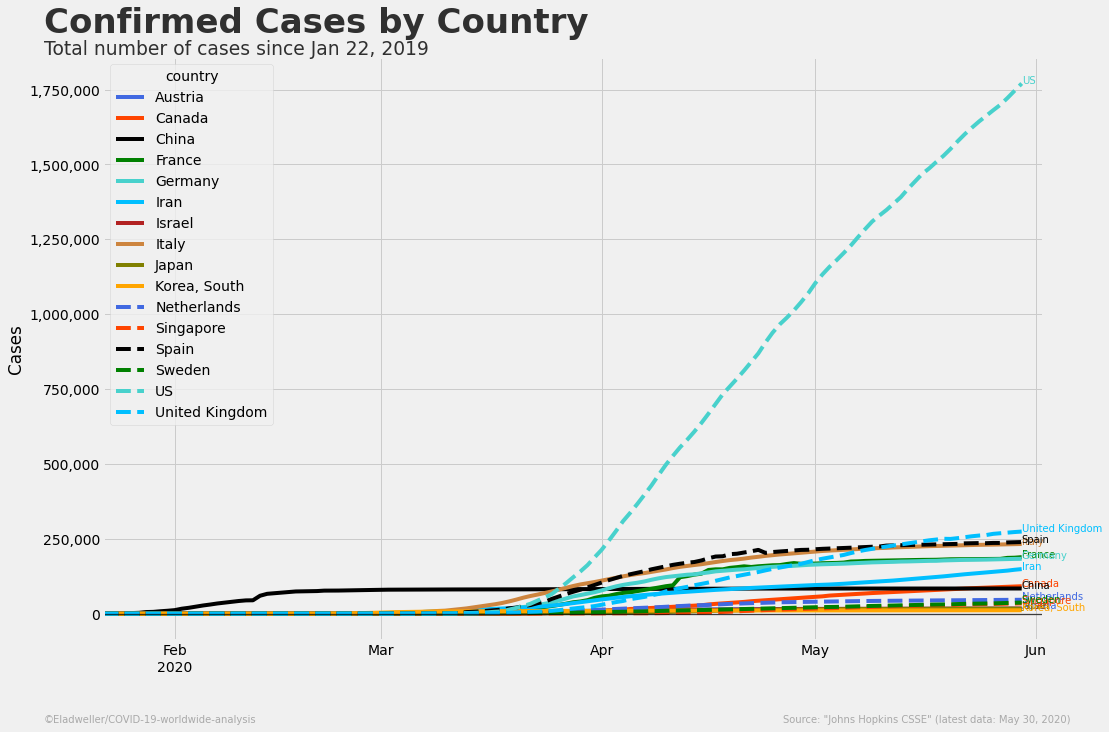 Confirmed Cases by Country
Total number of cases since Jan 22, 2019
country
Austria
Canada
China
France
Germany
Iran
Israel
Italy
Japan
Korea, South
Netherlands
Singapore
Spain
Sweden
US
United Kingdom
Cases
1,750,000
1,500,000
1,250,000
1,000,000
750,000
500,000
250,000
0
Feb
2020
Mar
Apr
May
Jun
US
United Kingdom
Spain
France
Iran
Canada
China
Netherlands
Sweden
©Eladweller/COVID-19-worldwide-analysis
Source: "Johns Hopkins CSSE" (latest data: May 30, 2020)